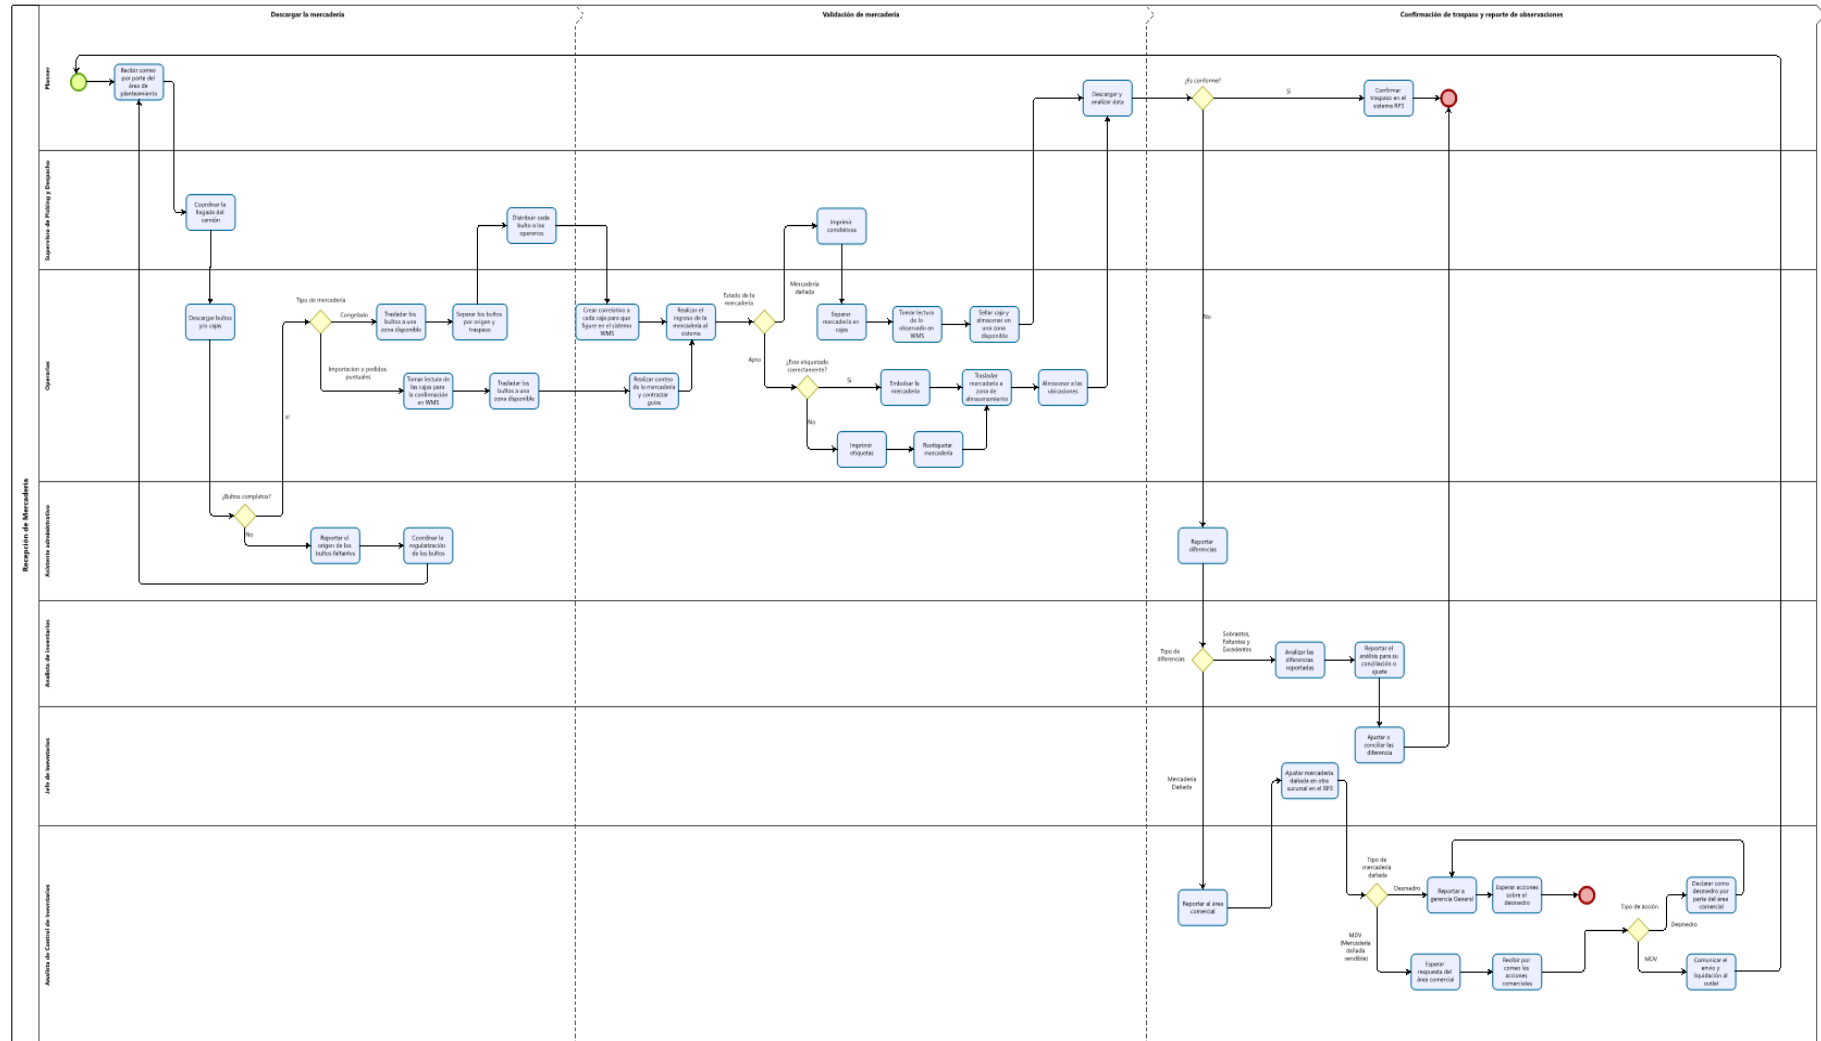 Descargar la mercadería
Validación de mercadería
Confirmación de traspaso y reporte de observaciones
Recepción de Mercadería
Planner
Recibir correo
por parte del
área de
planteamiento
Descargar y
analizar data
¿Es conforme?
Si
Confirmar
traspaso en el
sistema RP3
No
Supervisora de Picking y Despacho
Coordinar la
llegada del
camión
Distribuir cada
bulto a los
operarios
Imprimir
correlativos
Operarios
Descargar bultos
y/o cajas
Tipo de mercadería
Congelado
Trasladar los
bultos a una
zona disponible
Separar los bultos
por origen y
traspaso
Importacion o pedidos
puntuales
Tomar lectura de
las cajas para
la confirmación
en WMS
Trasladar los
bultos a una
zona disponible
si
Crear correlativo a
cada caja para que
figure en el sistema
WMS
Realizar el
ingreso de la
mercadería al
sistema
Realizar conteo
de la mercadería
y contrastar
guías
Estado de la
mercadería
Mercadería
dañada
Apto
Separar
mercadería en
cajas
Tomar lectura
de lo
observado en
WMS
Sellar caja y
almacenar en
una zona
disponible
¿Esta etiquetado
correctamente?
Si
Embolsar la
mercadería
Trasladar
mercadería a
zona de
almacenamiento
Almacenar a las
ubicaciones
No
Imprimir
etiquetas
Reetiquetar
mercadería
Asistente administrativo
¿Bultos completos?
No
Reportar el
origen de los
bultos faltantes
Coordinar la
regularización
de los bultos
Reportar
diferencias
Analista de inventarios
Tipo de
diferencias
Sobrantes,
Faltantes y
Excedentes
Analizar las
diferencias
reportadas
Reportar el
análisis para su
conciliación o
ajuste
Jefe de Inventarios
Ajustar o
conciliar las
diferencia
Mercadería
Dañada
Ajustar mercadería
dañada en otra
sucursal en el RP3
Analista de Control de Inventarios
Reportar al área
comercial
Tipo de
mercadería
dañada
Desmedro
Reportar a
gerencia General
Esperar acciones
sobre el
desmedro
MDV
(Mercadería
dañada
vendible)
Esperar
respuesta del
área comercial
Recibir por
correo las
acciones
comerciales
Tipo de acción
Desmedro
Declarar como
desmedro por
parte del área
comercial
MDV
Comunicar el
envío y
liquidación al
outlet